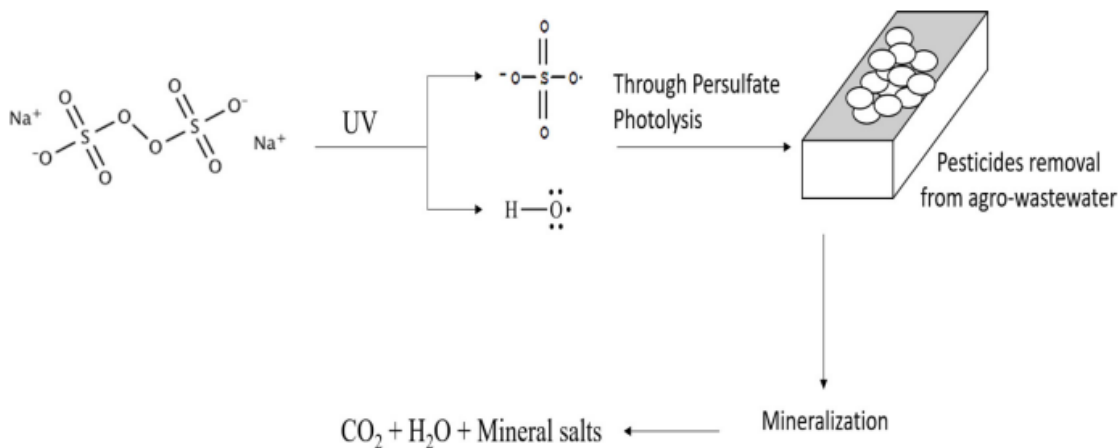 Na⁺
O
O
⁻O
S
O
O
O
S
O
O⁻
O
Na⁺
UV
O
⁻O S O·
O
H O·
Through Persulfate
Photolysis
Pesticides removal
from agro-wastewater
Mineralization
CO₂ + H₂O + Mineral salts